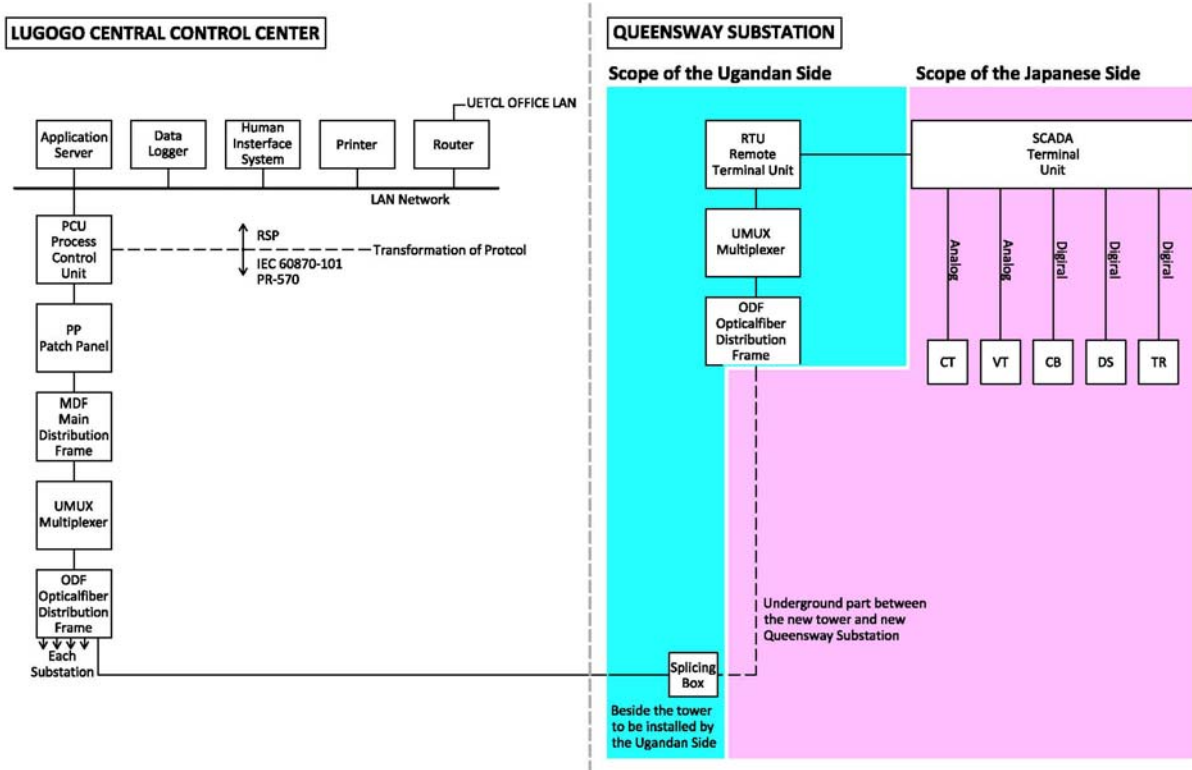 LUGOGO CENTRAL CONTROL CENTER
UETCL OFFICE LAN
Application
Server
Data
Logger
Human
Insterface
System
Printer
Router
LAN Network
PCU
Process
Control
Unit
RSP
Transformation of Protcol
IEC 60870-101
PR-570
PP
Patch Panel
MDF
Main
Distribution
Frame
UMUX
Multiplexer
ODF
Opticalfiber
Distribution
Frame
Each
Substation
QUEENSWAY SUBSTATION
Scope of the Ugandan Side
Scope of the Japanese Side
RTU
Remote
Terminal Unit
SCADA
Terminal
Unit
UMUX
Multiplexer
ODF
Opticalfiber
Distribution
Frame
Analog
Analog
Digiral
Digiral
Digiral
CT
VT
CB
DS
TR
Underground part between
the new tower and new
Queensway Substation
Splicing
Box
Beside the tower
to be installed by
the Ugandan Side